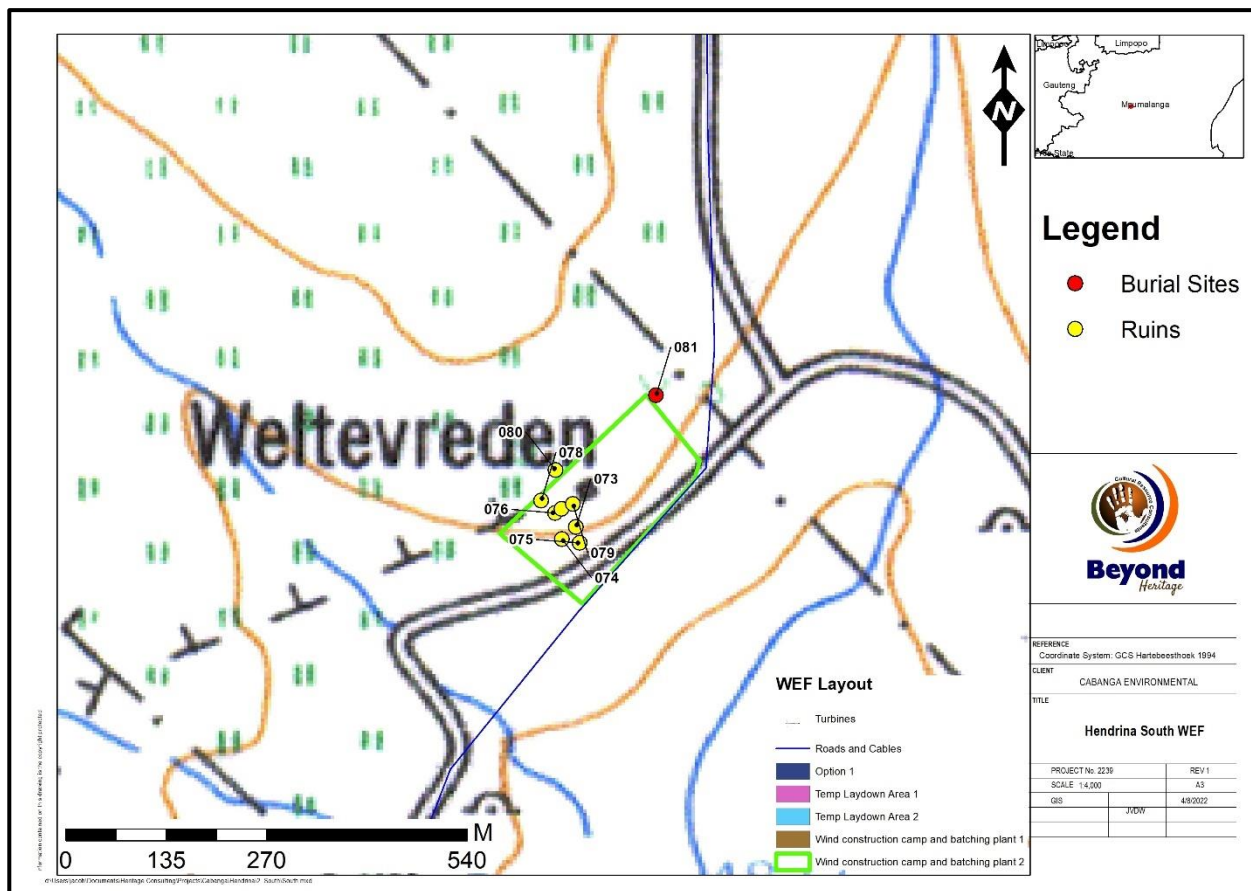 081
Weltevreden
080
078
073
076
075
079
074
N
M
0
135
270
540
WEF Layout
Turbines
Roads and Cables
Option 1
Temp Laydown Area 1
Temp Laydown Area 2
Wind construction camp and batching plant 1
Wind construction camp and batching plant 2
Limpopo
Limpopo
Gauteng
Mpumalanga
Legend
Burial Sites
Ruins
Beyond
Heritage
REFERENCE
Coordinate System: GCS Hartebeesthoek 1994
CLIENT
CABANGA ENVIRONMENTAL
TITLE
Hendrina South WEF
PROJECT No. 2239
REV 1
SCALE 1:4,000
A3
GIS
JVDW
4/8/2022